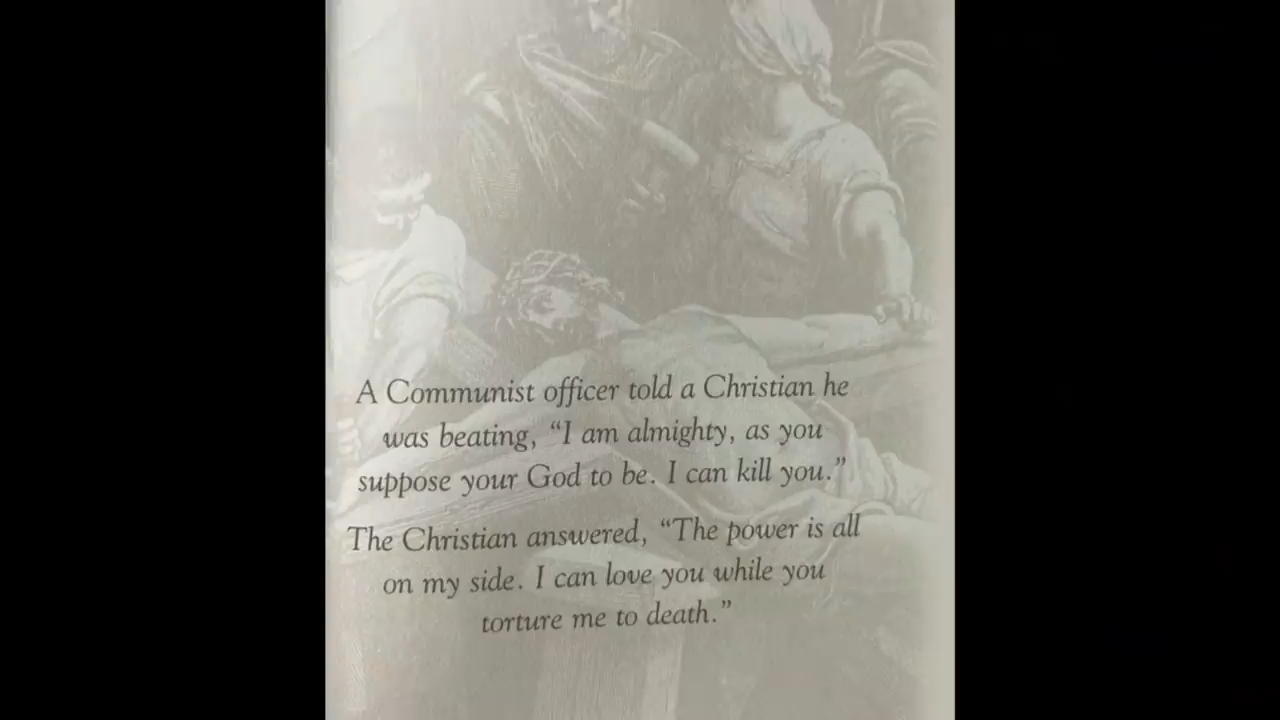 A Communist officer told a Christian he
was beating, “I am almighty, as you
suppose your God to be. I can kill you.”
The Christian answered, “The power is all
on my side. I can love you while you
torture me to death.”